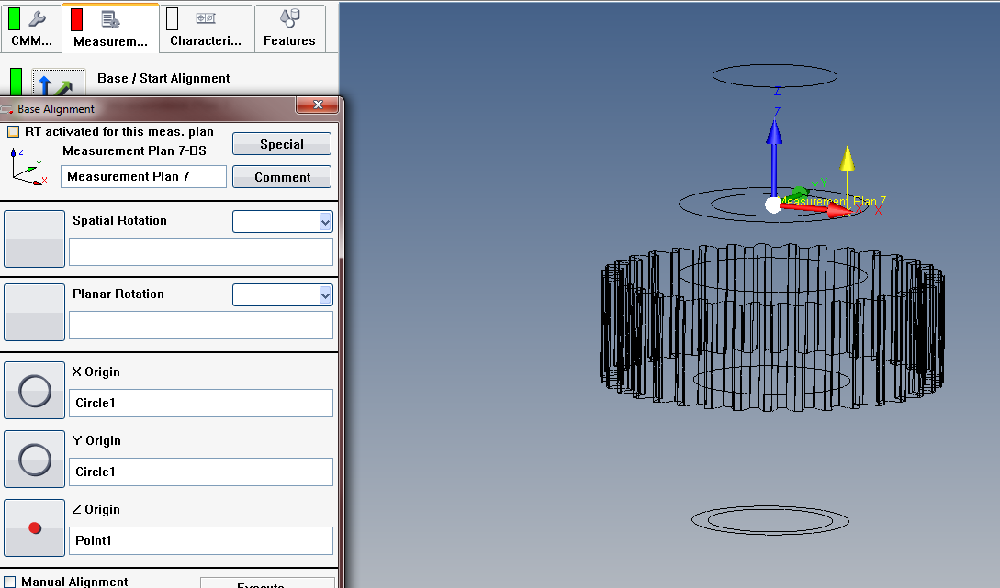 CMM...
Measurem...
Characteri...
Features
Base / Start Alignment
Base Alignment
RT activated for this meas. plan
Measurement Plan 7-BS
Special
Z
Y
X
Measurement Plan 7
Comment
Spatial Rotation
Planar Rotation
X Origin
Circle1
Y Origin
Circle1
Z Origin
Point1
Manual Alignment
Execute
Z
Z
Y
Y
Measurement Plan 7
X
X